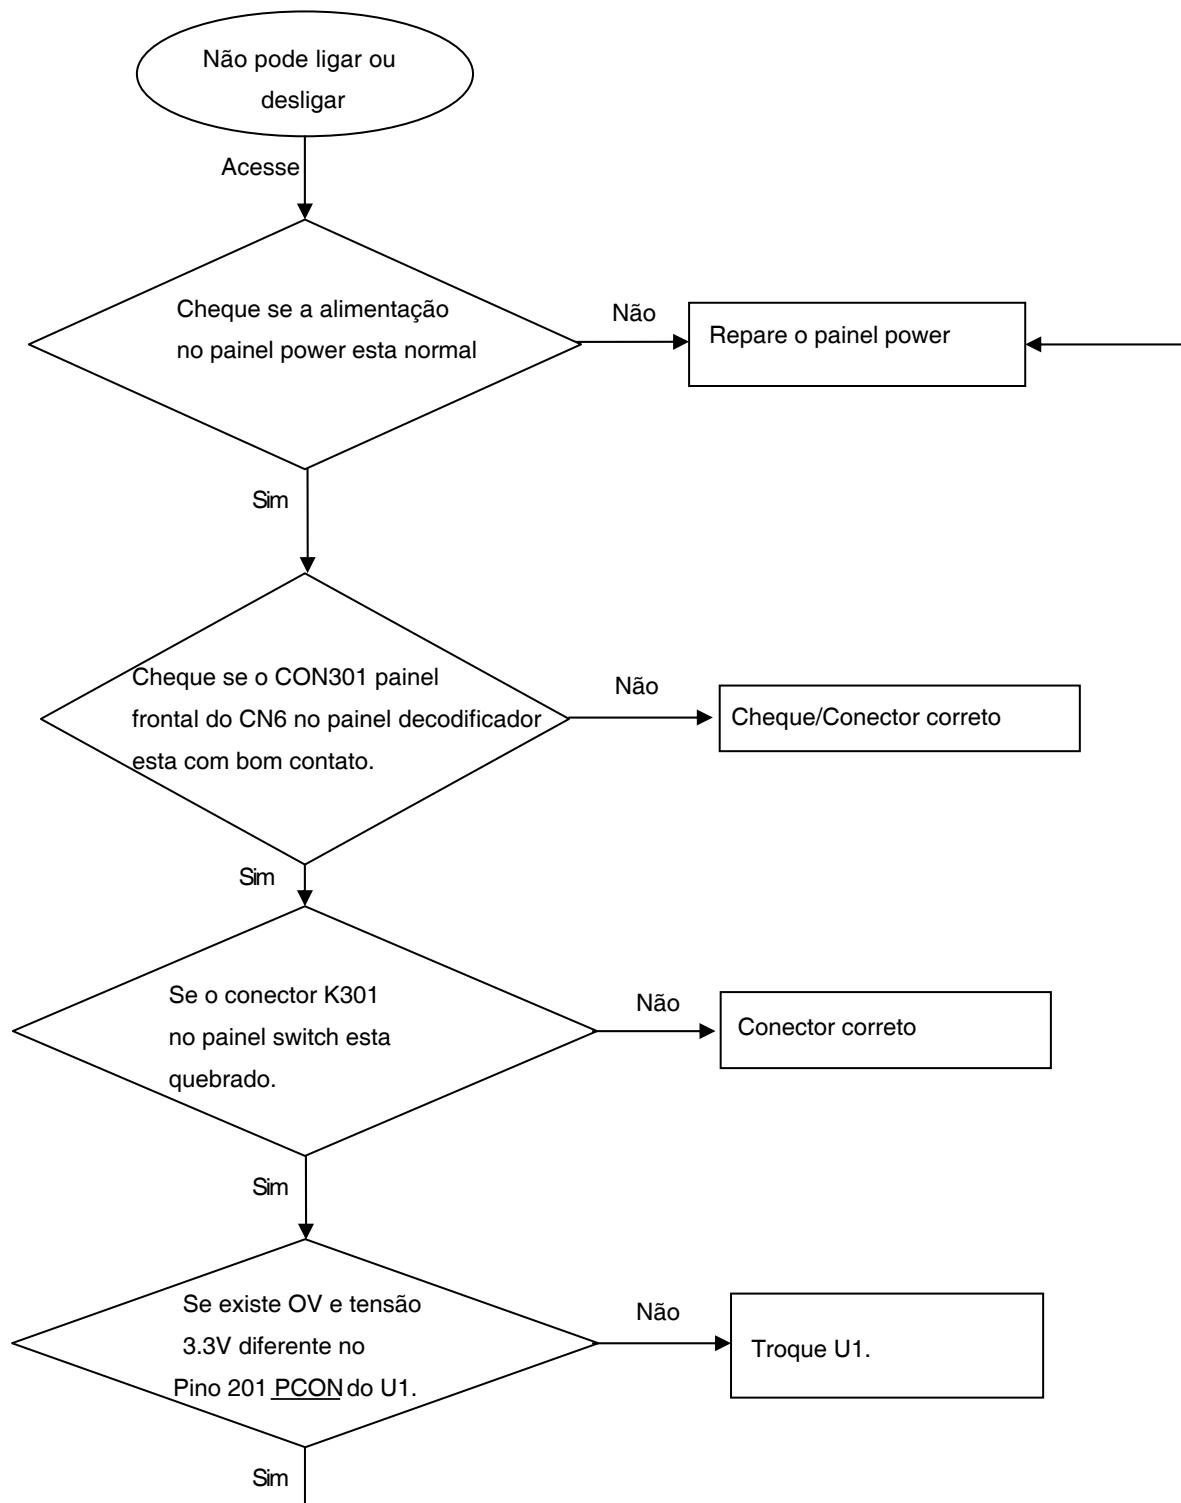 Não pode ligar ou
desligar
Acesse
Cheque se a alimentação
no painel power esta normal
Não
Repare o painel power
Sim
Cheque se o CON301 painel
frontal do CN6 no painel decodificador
esta com bom contato.
Não
Cheque/Conector correto
Sim
Se o conector K301
no painel switch esta
quebrado.
Não
Conector correto
Sim
Se existe OV e tensão
3.3V diferente no
Pino 201 PCON do U1.
Não
Troque U1.
Sim